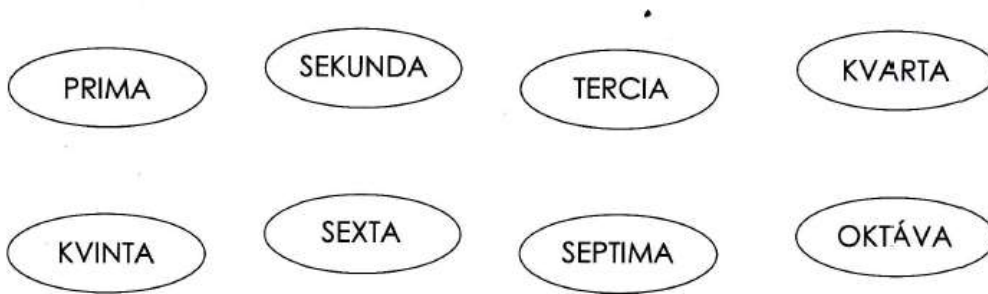 PRIMA SEKUNDA TERCIA KVARTA
KVINTA SEXTA SEPTIMA OKTÁVA